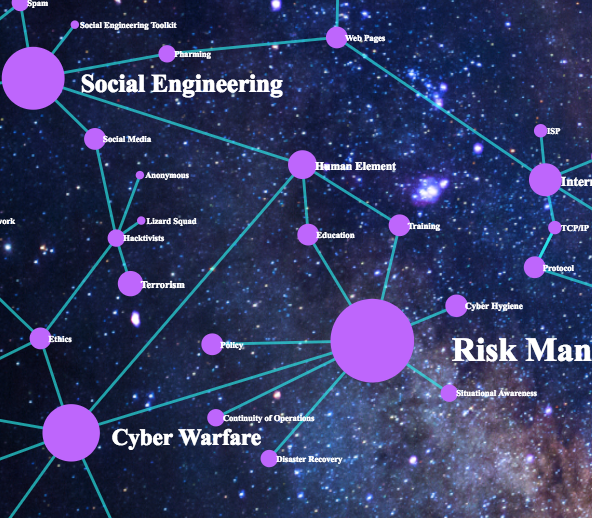 Spam
Social Engineering Toolkit
Web Pages
Pharming
Social Engineering
ISP
Social Media
Human Element
Anonymous
Intern
ork
Lizard Squad
Training
TCP/IP
Education
Hacktivists
Protocol
Terrorism
Cyber Hygiene
Ethics
Policy
Risk Man
Situational Awareness
Continuity of Operations
Cyber Warfare
Disaster Recovery